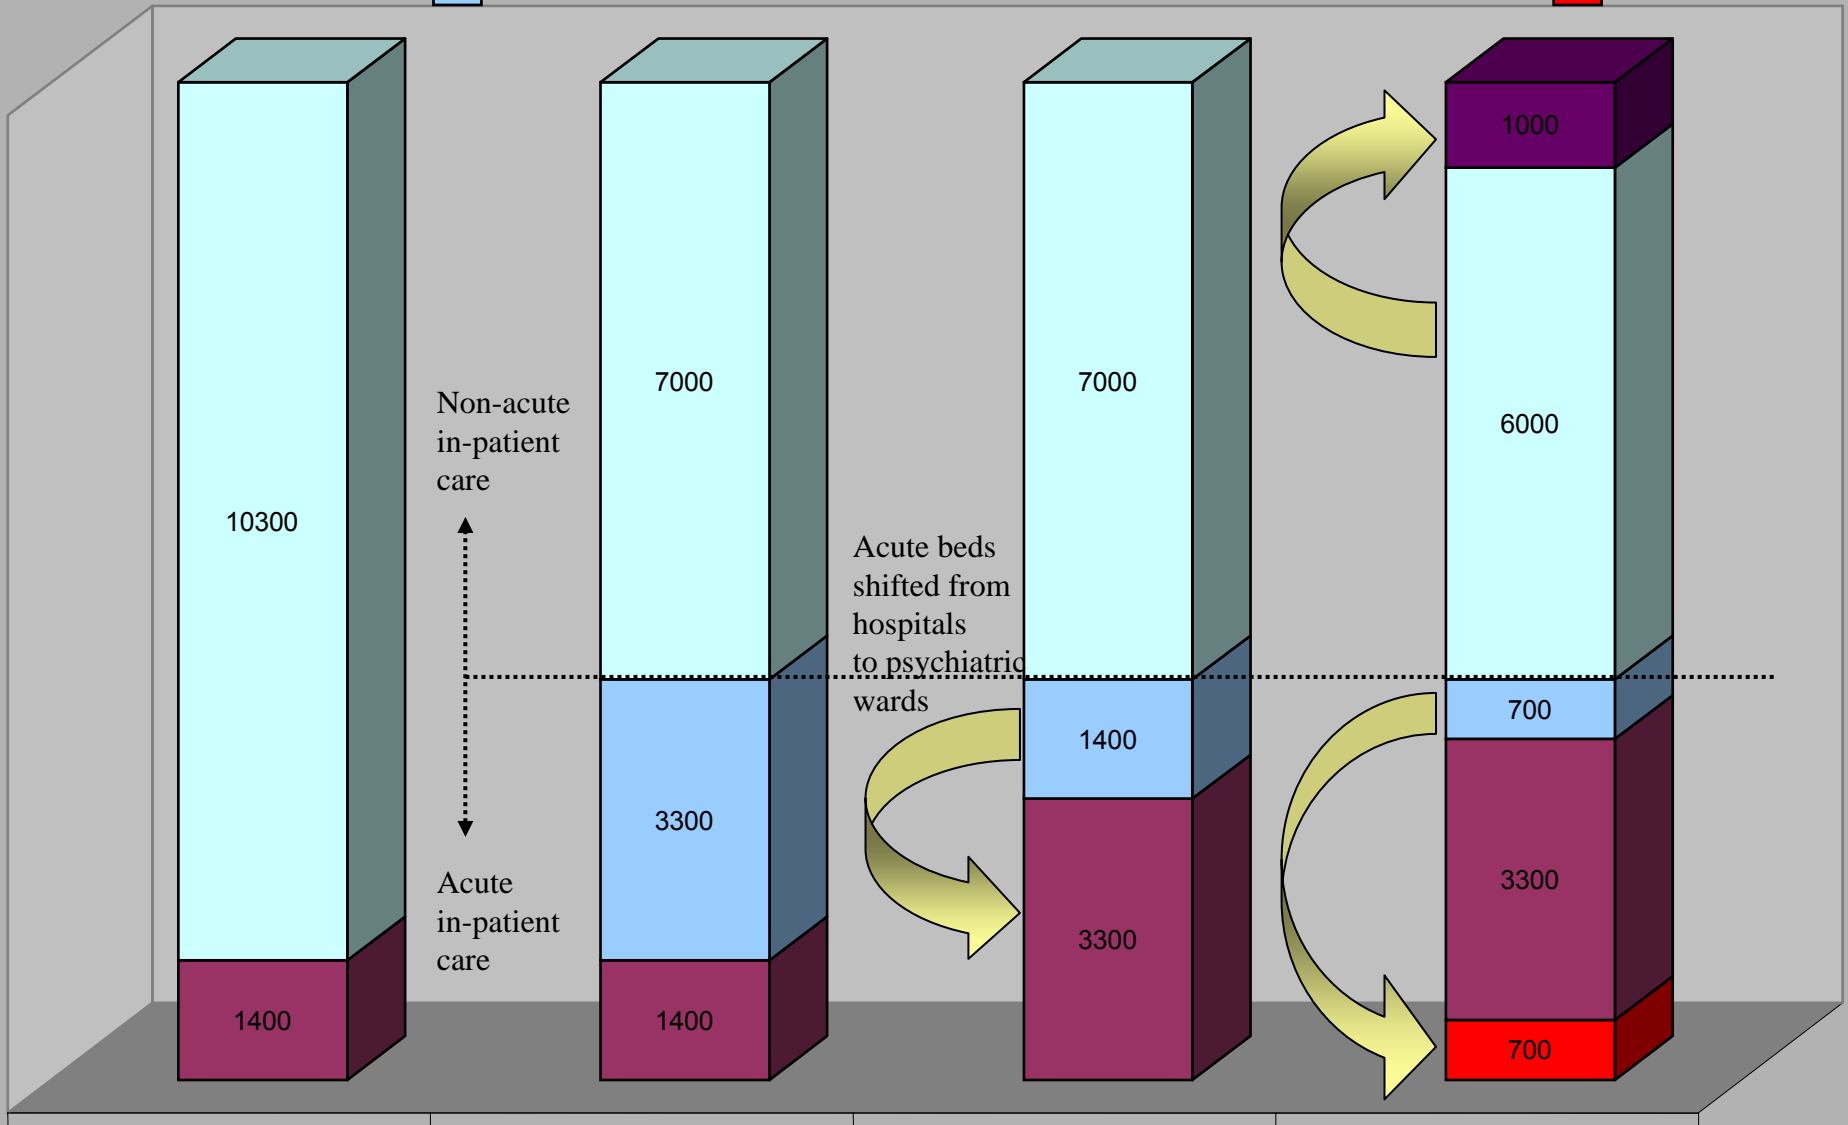 10300
1400
Non-acute
in-patient
care
Acute
in-patient
care
7000
3300
1400
Acute beds
shifted from
hospitals
to psychiatric
wards
7000
1400
3300
1000
6000
700
3300
700